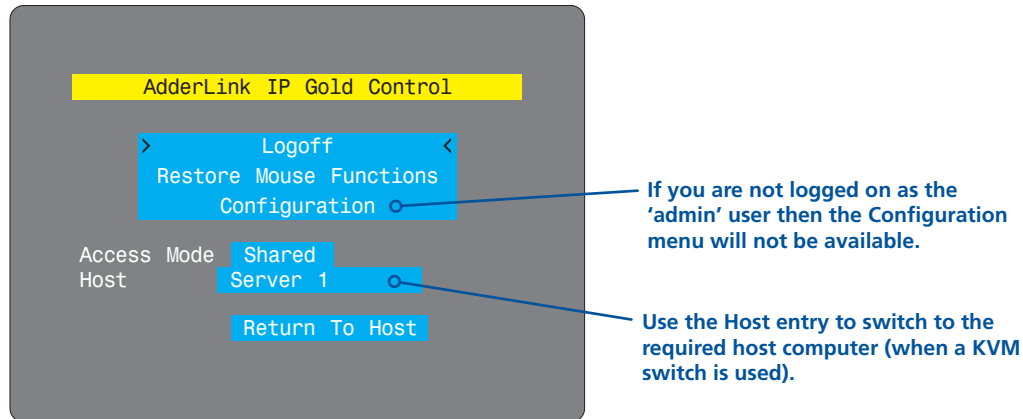 AdderLink IP Gold Control
> Logoff <
Restore Mouse Functions
Configuration
If you are not logged on as the
‘admin’ user then the Configuration
menu will not be available.
Access Mode Shared
Host Server 1
Return To Host
Use the Host entry to switch to the
required host computer (when a KVM
switch is used).